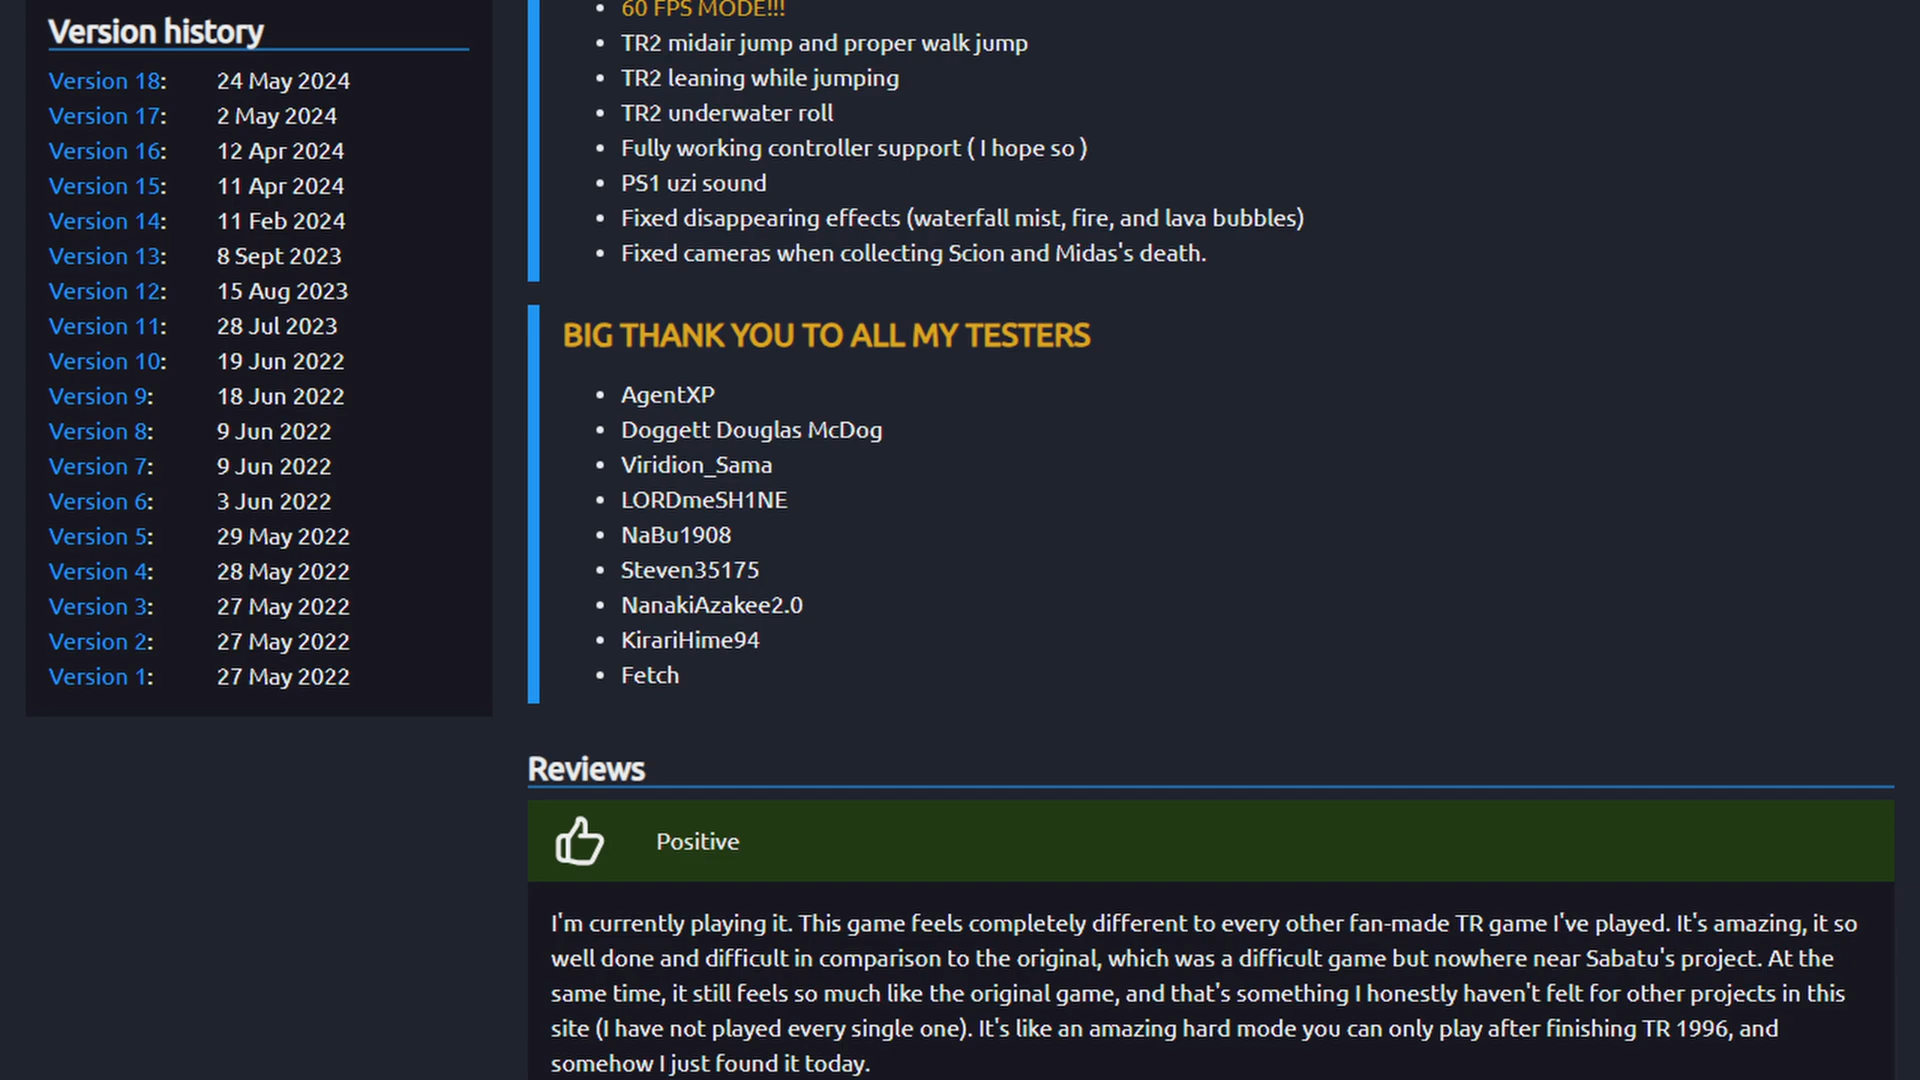 Version history
Version 18: 24 May 2024
Version 17: 2 May 2024
Version 16: 12 Apr 2024
Version 15: 11 Apr 2024
Version 14: 11 Feb 2024
Version 13: 8 Sept 2023
Version 12: 15 Aug 2023
Version 11: 28 Jul 2023
Version 10: 19 Jun 2022
Version 9: 18 Jun 2022
Version 8: 9 Jun 2022
Version 7: 9 Jun 2022
Version 6: 3 Jun 2022
Version 5: 29 May 2022
Version 4: 28 May 2022
Version 3: 27 May 2022
Version 2: 27 May 2022
Version 1: 27 May 2022
• 60 FPS MODE!!!
• TR2 midair jump and proper walk jump
• TR2 leaning while jumping
• TR2 underwater roll
• Fully working controller support ( I hope so )
• PS1 uzi sound
• Fixed disappearing effects (waterfall mist, fire, and lava bubbles)
• Fixed cameras when collecting Scion and Midas's death.
BIG THANK YOU TO ALL MY TESTERS
• AgentXP
• Doggett Douglas McDog
• Viridion_Sama
• LORDmeSH1NE
• NaBu1908
• Steven35175
• NanakiAzakee2.0
• KirariHime94
• Fetch
Reviews
Positive
I'm currently playing it. This game feels completely different to every other fan-made TR game I've played. It's amazing, it so
well done and difficult in comparison to the original, which was a difficult game but nowhere near Sabatu's project. At the
same time, it still feels so much like the original game, and that's something I honestly haven't felt for other projects in this
site (I have not played every single one). It's like an amazing hard mode you can only play after finishing TR 1996, and
somehow I just found it today.